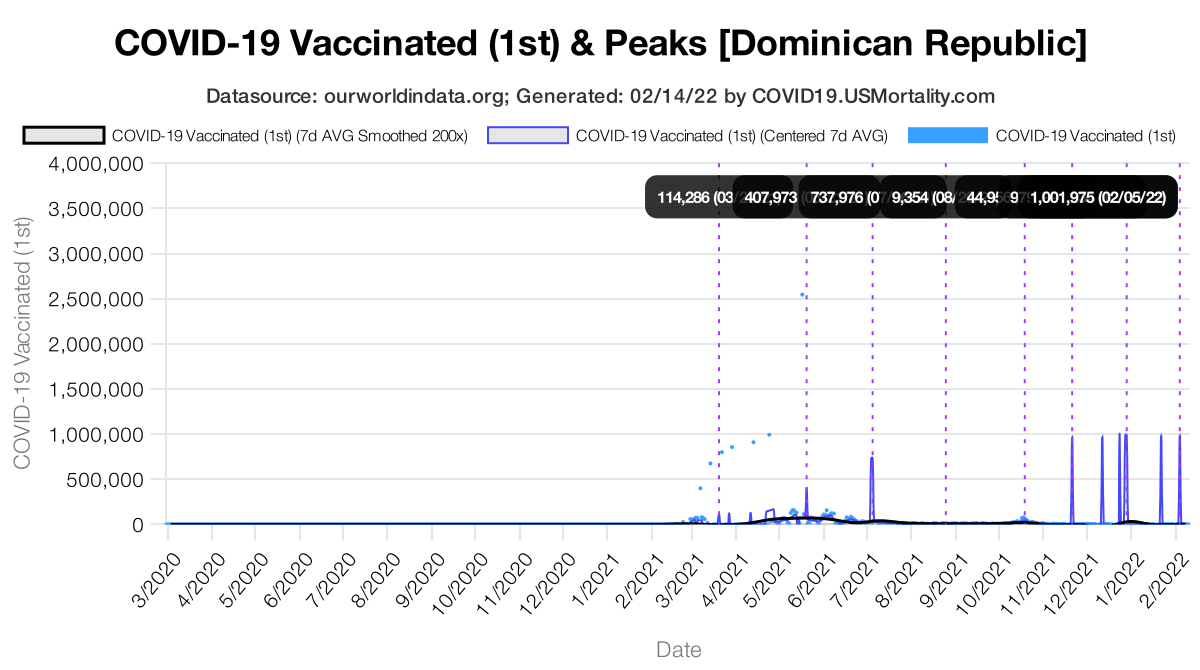 COVID-19 Vaccinated (1st) & Peaks [Dominican Republic]
Datasource: ourworldindata.org; Generated: 02/14/22 by COVID19.USMortality.com
COVID-19 Vaccinated (1st) (7d AVG Smoothed 200x) COVID-19 Vaccinated (1st) (Centered 7d AVG) COVID-19 Vaccinated (1st)
COVID-19 Vaccinated (1st)
4,000,000
3,500,000
3,000,000
2,500,000
2,000,000
1,500,000
1,000,000
500,000
0
114,286 (03 407,973 737,976 (0 9,354 (08/ 44,95 1,001,975 (02/05/22)
3/2020 4/2020 5/2020 6/2020 7/2020 8/2020 9/2020 10/2020 11/2020 12/2020 1/2021 2/2021 3/2021 4/2021 5/2021 6/2021 7/2021 8/2021 9/2021 10/2021 11/2021 12/2021 1/2022 2/2022
Date